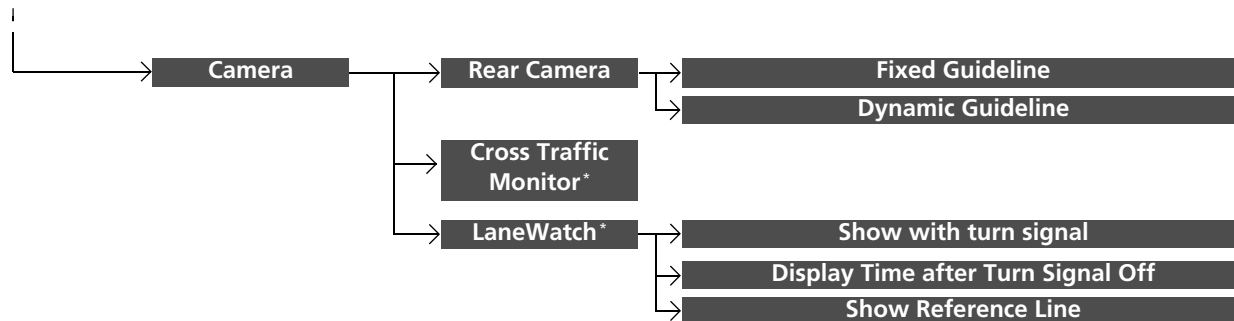 Camera
Rear Camera
Fixed Guideline
Dynamic Guideline
Cross Traffic
Monitor*
LaneWatch*
Show with turn signal
Display Time after Turn Signal Off
Show Reference Line